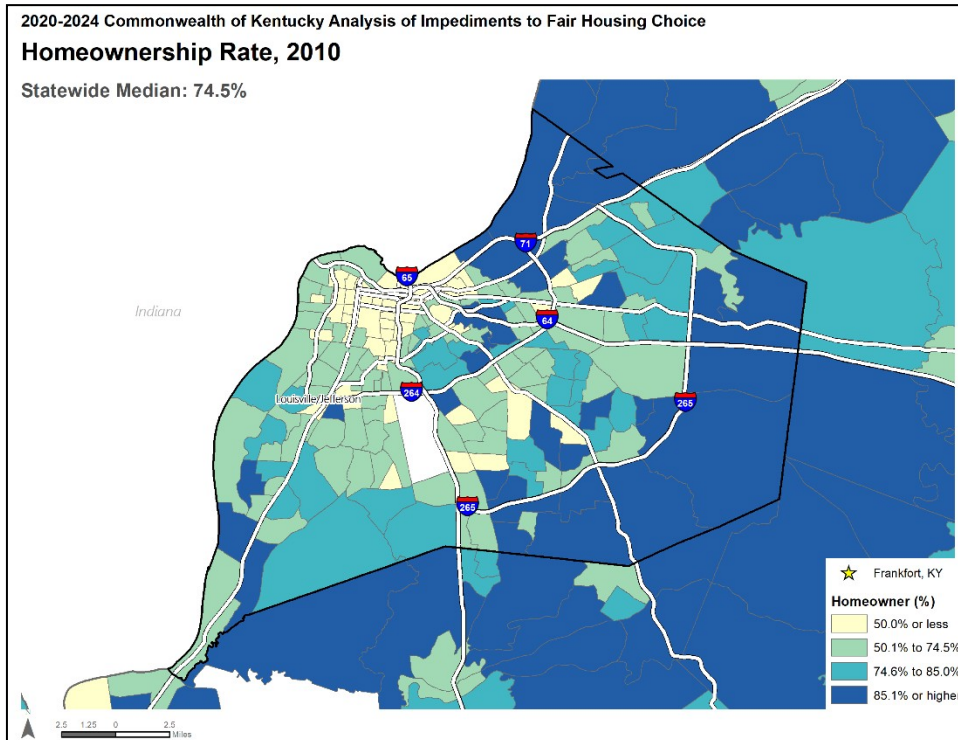 2020-2024 Commonwealth of Kentucky Analysis of Impediments to Fair Housing Choice
Homeownership Rate, 2010
Statewide Median: 74.5%
71
65
Indiana
64
264
Louisville/Jefferson
265
265
Frankfort, KY
Homeowner (%)
50.0% or less
50.1% to 74.5%
74.6% to 85.0%
85.1% or higher
2.5 1.25 0 2.5
Miles